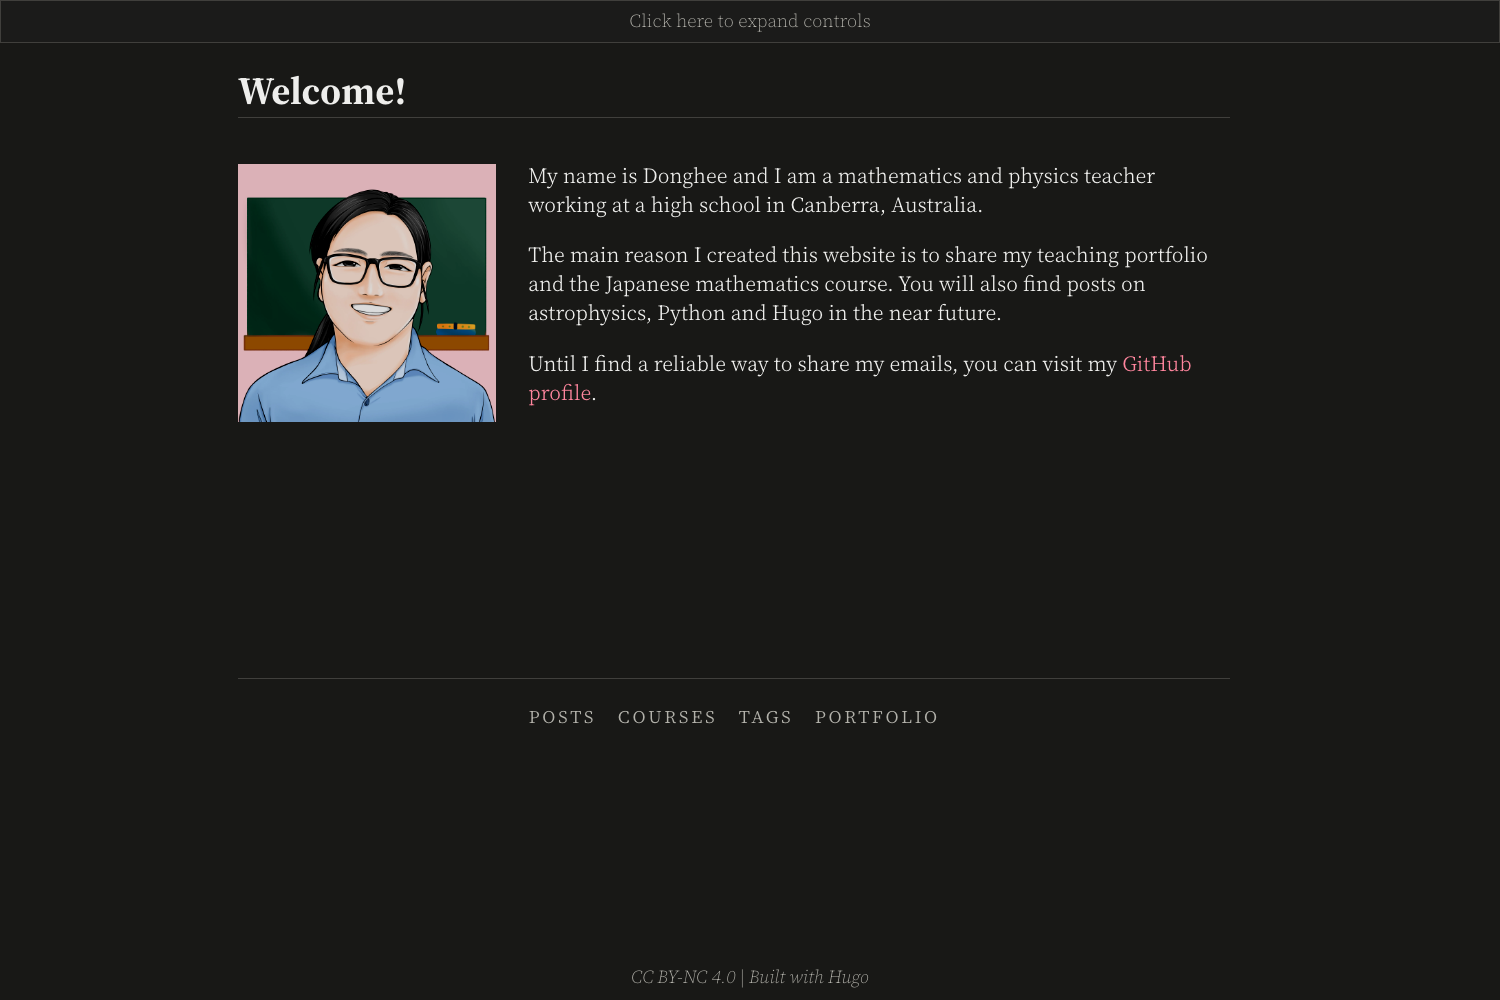 Click here to expand controls
Welcome!
My name is Donghee and I am a mathematics and physics teacher
working at a high school in Canberra, Australia.
The main reason I created this website is to share my teaching portfolio
and the Japanese mathematics course. You will also find posts on
astrophysics, Python and Hugo in the near future.
Until I find a reliable way to share my emails, you can visit my GitHub
profile.
POSTS COURSES TAGS PORTFOLIO
CC BY-NC 4.0 | Built with Hugo